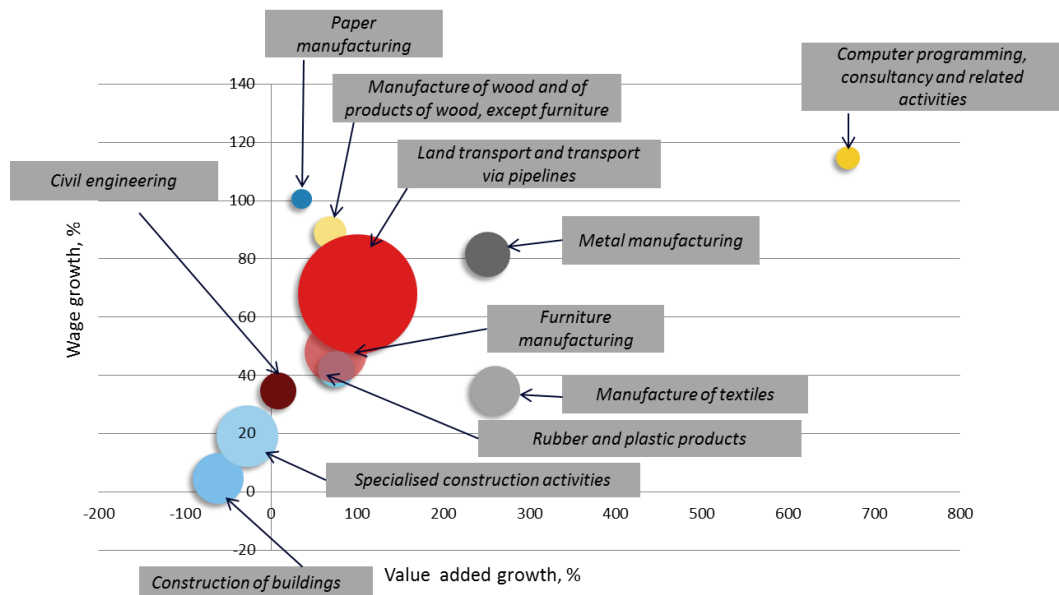 Paper
manufacturing
Computer programming,
consultancy and related
activities
Manufacture of wood and of
products of wood, except furniture
Land transport and transport
via pipelines
Civil engineering
Metal manufacturing
Furniture
manufacturing
Manufacture of textiles
Rubber and plastic products
Specialised construction activities
Construction of buildings
Wage growth, %
140
120
100
80
60
40
20
0
-20
-200
-100
0
100
200
300
400
500
600
700
800
Value added growth, %